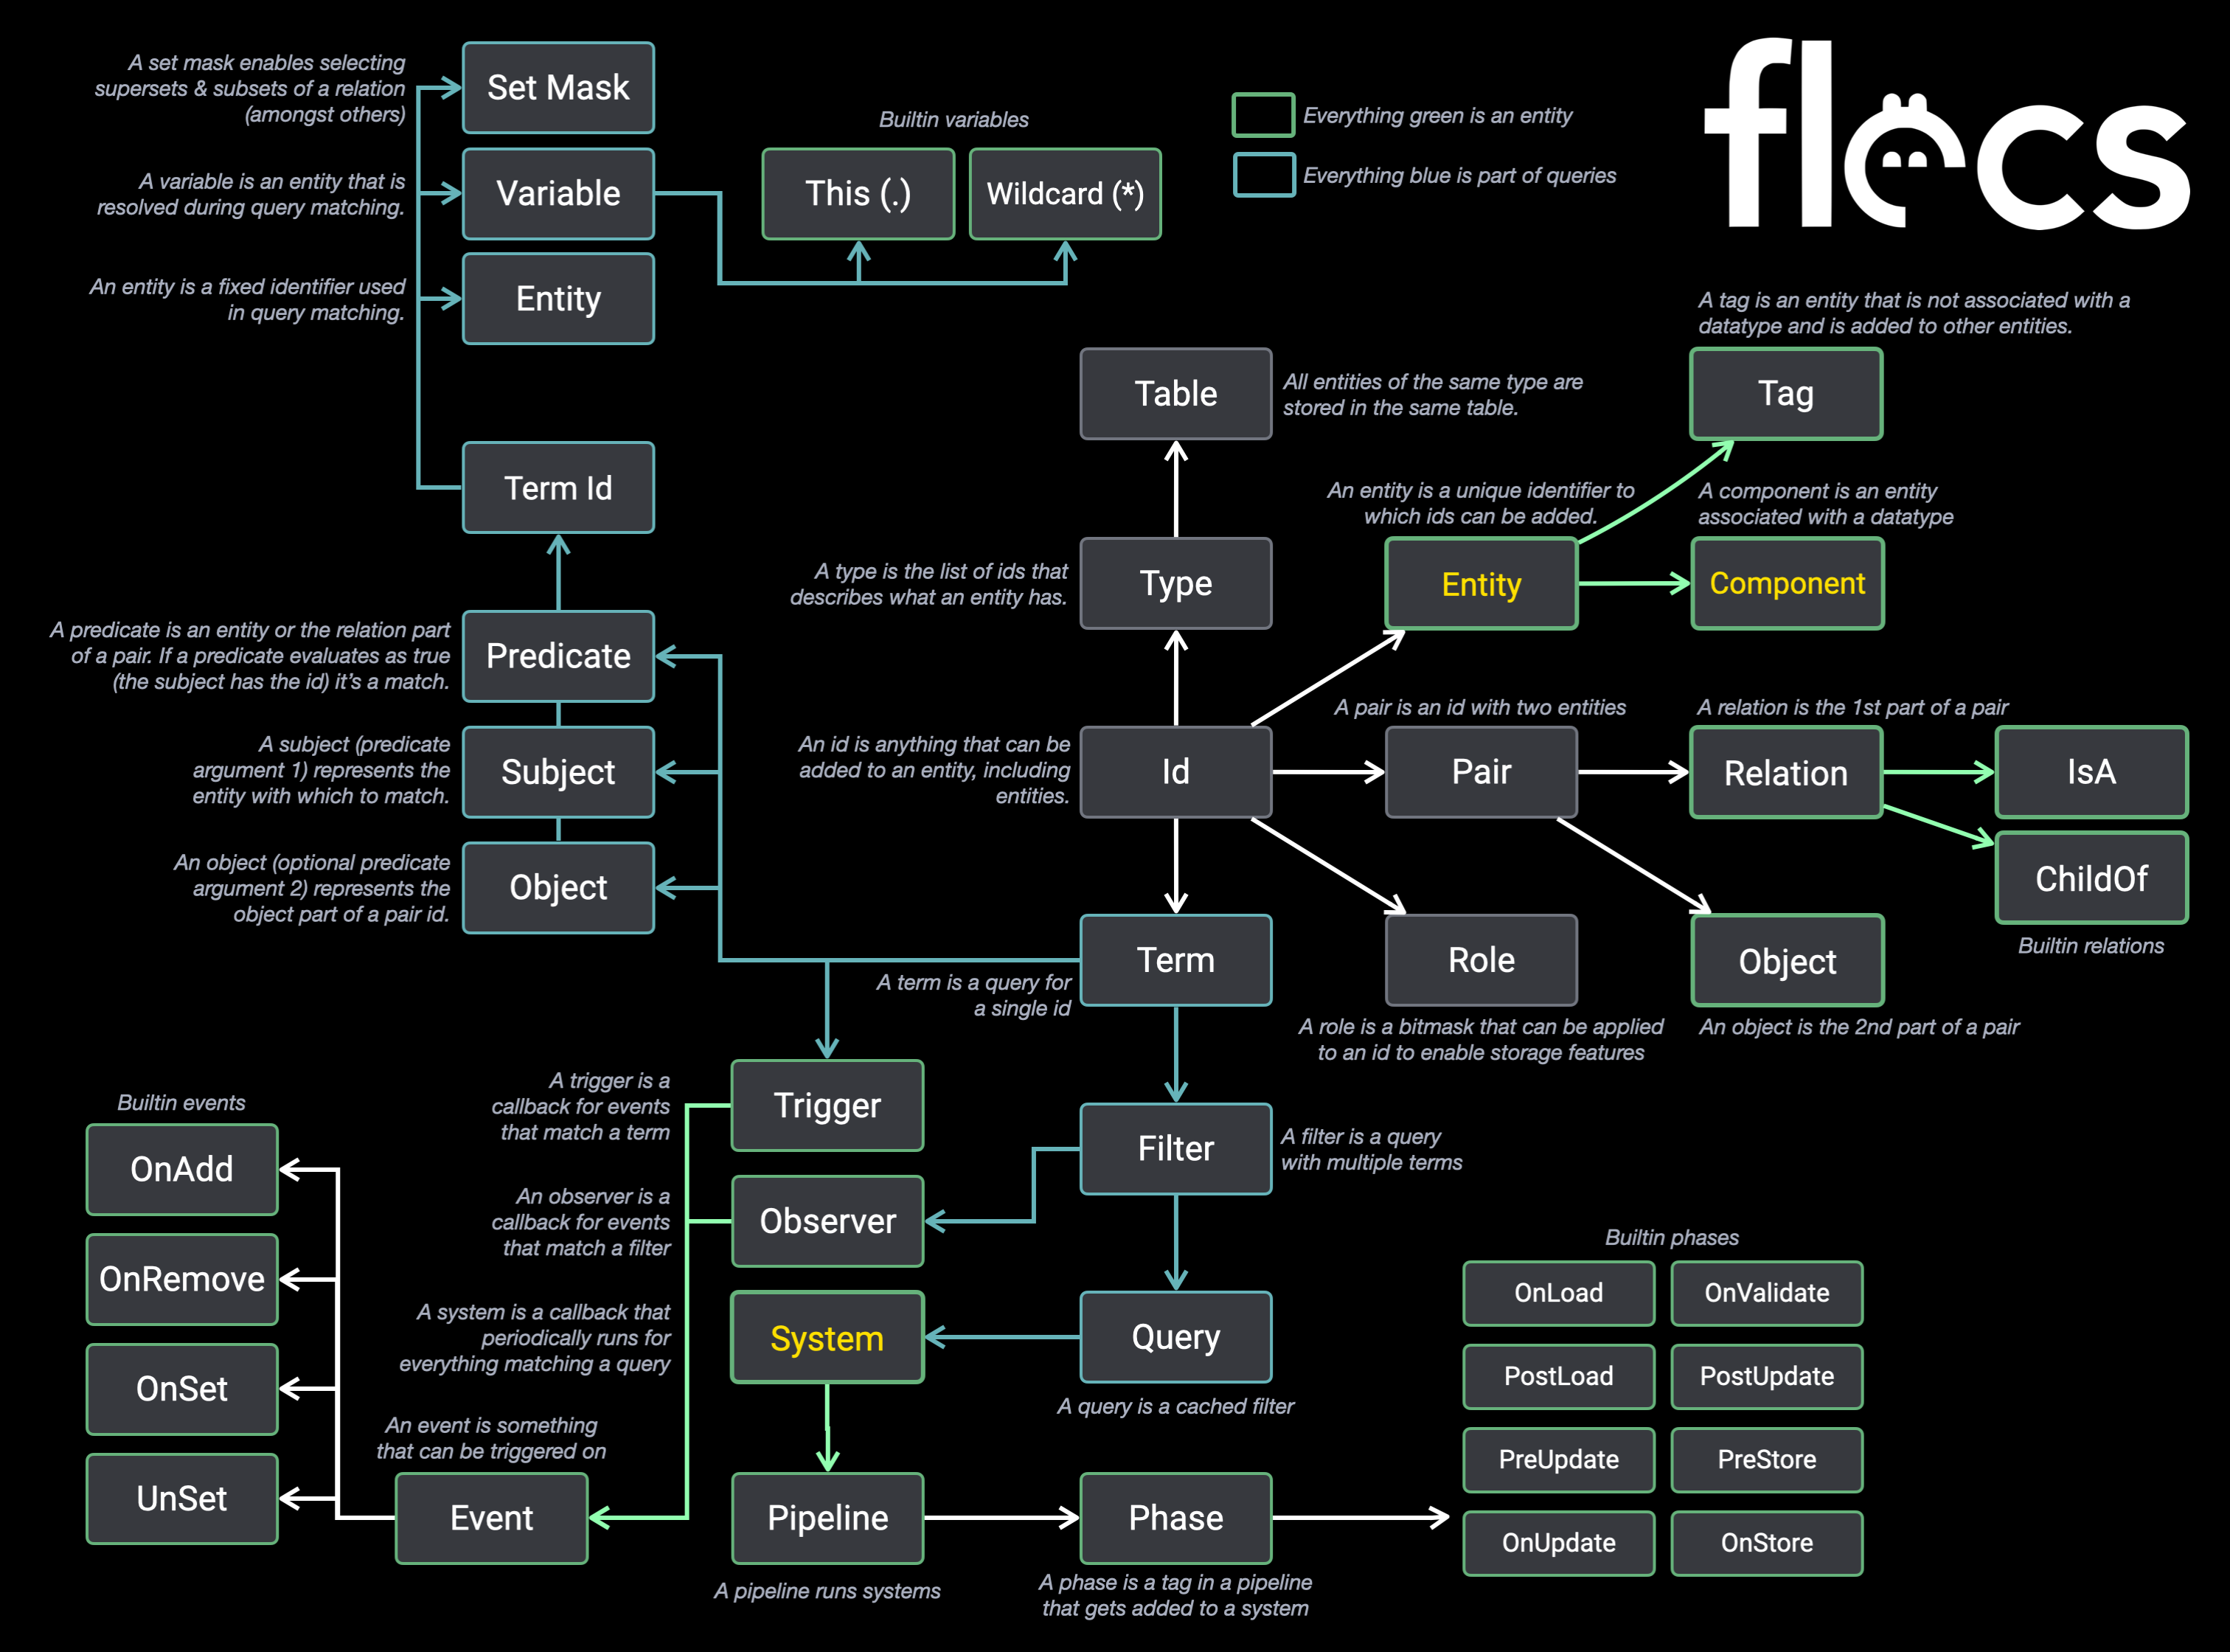 flecs
Everything green is an entity
Everything blue is part of queries
A set mask enables selecting
supersets & subsets of a relation
(amongst others)
Set Mask
A variable is an entity that is
resolved during query matching.
Variable
Builtin variables
This (.)
Wildcard (*)
An entity is a fixed identifier used
in query matching.
Entity
Term Id
A predicate is an entity or the relation part
of a pair. If a predicate evaluates as true
(the subject has the id) it's a match.
Predicate
A subject (predicate
argument 1) represents the
entity with which to match.
Subject
An object (optional predicate
argument 2) represents the
object part of a pair id.
Object
Table
All entities of the same type are
stored in the same table.
A type is the list of ids that
describes what an entity has.
Type
A tag is an entity that is not associated with a
datatype and is added to other entities.
Tag
An entity is a unique identifier to
which ids can be added.
Entity
A component is an entity
associated with a datatype
Component
An id is anything that can be
added to an entity, including
entities.
Id
A pair is an id with two entities
Pair
A relation is the 1st part of a pair
Relation
IsA
ChildOf
Builtin relations
Term
A term is a query for
a single id
Role
A role is a bitmask that can be applied
to an id to enable storage features
Object
An object is the 2nd part of a pair
A trigger is a
callback for events
that match a term
Trigger
Filter
A filter is a query
with multiple terms
An observer is a
callback for events
that match a filter
Observer
A system is a callback that
periodically runs for
everything matching a query
System
Query
A query is a cached filter
Builtin events
OnAdd
OnRemove
OnSet
UnSet
An event is something
that can be triggered on
Event
Pipeline
A pipeline runs systems
Phase
A phase is a tag in a pipeline
that gets added to a system
Builtin phases
OnLoad
OnValidate
PostLoad
PostUpdate
PreUpdate
PreStore
OnUpdate
OnStore